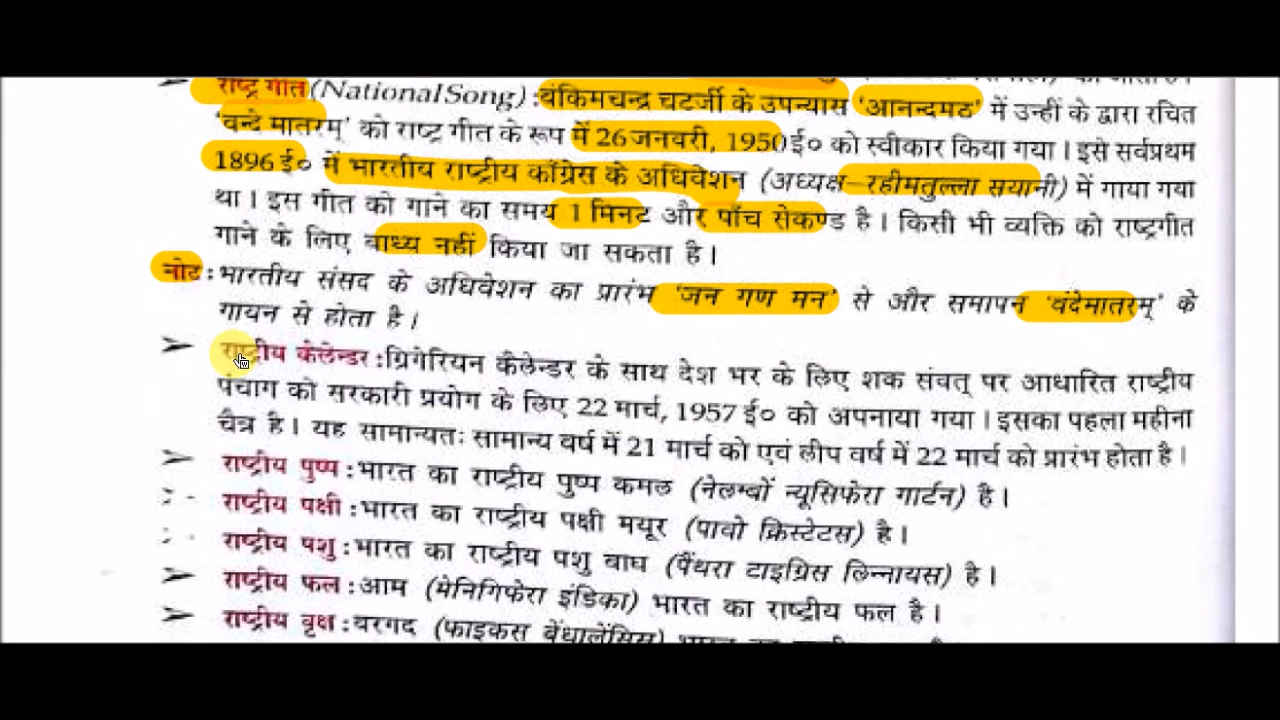 राष्ट्र गीत (National Song) : बंकिमचन्द्र चटर्जी के उपन्यास 'आनन्दमठ' में उन्हीं के द्वारा रचित
'वन्दे मातरम्' को राष्ट्र गीत के रूप में 26 जनवरी, 1950 ई० को स्वीकार किया गया । इसे सर्वप्रथम
1896 ई० में भारतीय राष्ट्रीय काँग्रेस के अधिवेशन (अध्यक्ष–रहीमतुल्ला सयानी) में गाया गया
था । इस गीत को गाने का समय 1 मिनट और पाँच सेकण्ड है । किसी भी व्यक्ति को राष्ट्रगीत
गाने के लिए बाध्य नहीं किया जा सकता है ।
नोट : भारतीय संसद के अधिवेशन का प्रारंभ 'जन गण मन' से और समापन 'वंदेमातरम्' के
गायन से होता है ।
राष्ट्रीय कैलेन्डर : ग्रिगेरियन कैलेन्डर के साथ देश भर के लिए शक संवत् पर आधारित राष्ट्रीय
पंचाग को सरकारी प्रयोग के लिए 22 मार्च, 1957 ई० को अपनाया गया । इसका पहला महीना
चैत्र है । यह सामान्यतः सामान्य वर्ष में 21 मार्च को एवं लीप वर्ष में 22 मार्च को प्रारंभ होता है ।
राष्ट्रीय पुष्प : भारत का राष्ट्रीय पुष्प कमल (नेलम्बों न्यूसिफेरा गार्टन) है ।
राष्ट्रीय पक्षी : भारत का राष्ट्रीय पक्षी मयूर (पावो क्रिस्टेटस) है ।
राष्ट्रीय पशु : भारत का राष्ट्रीय पशु बाघ (पैंथरा टाइग्रिस लिन्नायस) है ।
राष्ट्रीय फल : आम (मेनिगिफेरा इंडिका) भारत का राष्ट्रीय फल है ।
राष्ट्रीय वृक्ष : बरगद (फाइकस बेंघालेंसिस)